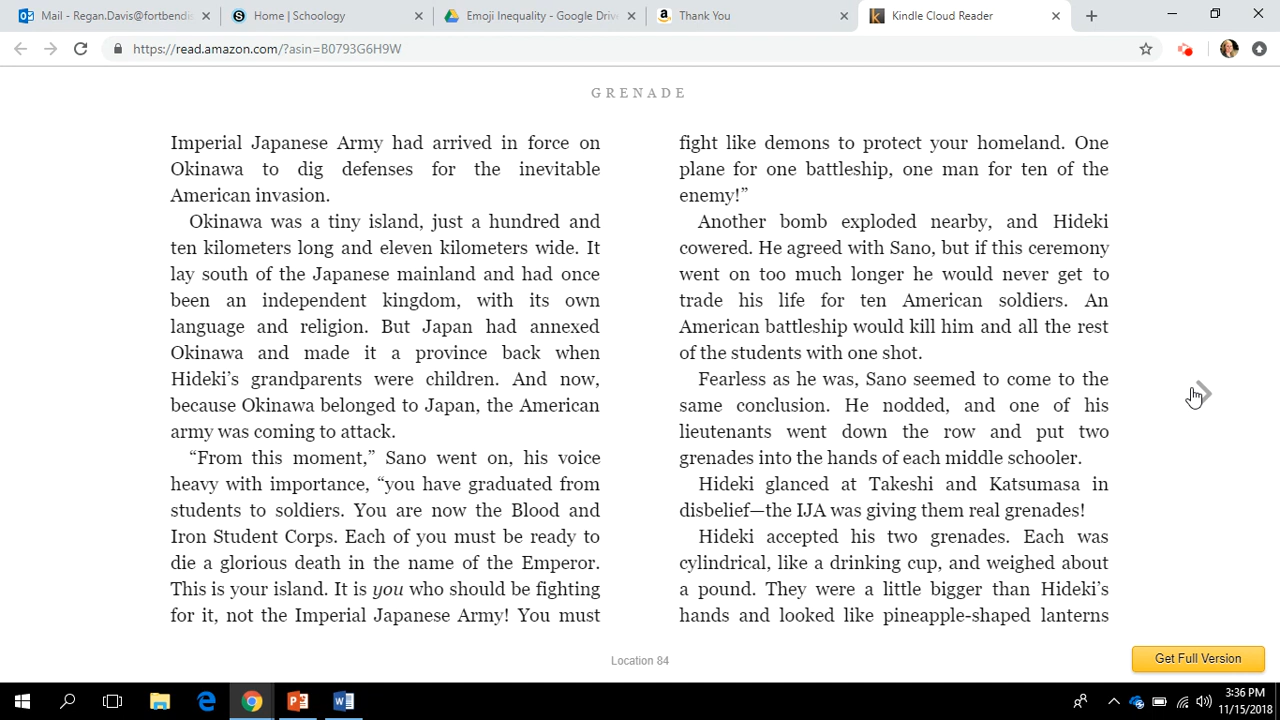 Mail - Regan.Davis@fortbendis
Home | Schoology
Emoji Inequality - Google Drive
Thank You
Kindle Cloud Reader
https://read.amazon.com/?asin=B0793G6H9W
GRENADE
Imperial Japanese Army had arrived in force on
Okinawa to dig defenses for the inevitable
American invasion.
Okinawa was a tiny island, just a hundred and
ten kilometers long and eleven kilometers wide. It
lay south of the Japanese mainland and had once
been an independent kingdom, with its own
language and religion. But Japan had annexed
Okinawa and made it a province back when
Hideki’s grandparents were children. And now,
because Okinawa belonged to Japan, the American
army was coming to attack.
“From this moment,” Sano went on, his voice
heavy with importance, “you have graduated from
students to soldiers. You are now the Blood and
Iron Student Corps. Each of you must be ready to
die a glorious death in the name of the Emperor.
This is your island. It is you who should be fighting
for it, not the Imperial Japanese Army! You must
fight like demons to protect your homeland. One
plane for one battleship, one man for ten of the
enemy!”
Another bomb exploded nearby, and Hideki
cowered. He agreed with Sano, but if this ceremony
went on too much longer he would never get to
trade his life for ten American soldiers. An
American battleship would kill him and all the rest
of the students with one shot.
Fearless as he was, Sano seemed to come to the
same conclusion. He nodded, and one of his
lieutenants went down the row and put two
grenades into the hands of each middle schooler.
Hideki glanced at Takeshi and Katsumasa in
disbelief—the IJA was giving them real grenades!
Hideki accepted his two grenades. Each was
cylindrical, like a drinking cup, and weighed about
a pound. They were a little bigger than Hideki’s
hands and looked like pineapple-shaped lanterns
Location 84
Get Full Version
3:36 PM
11/15/2018